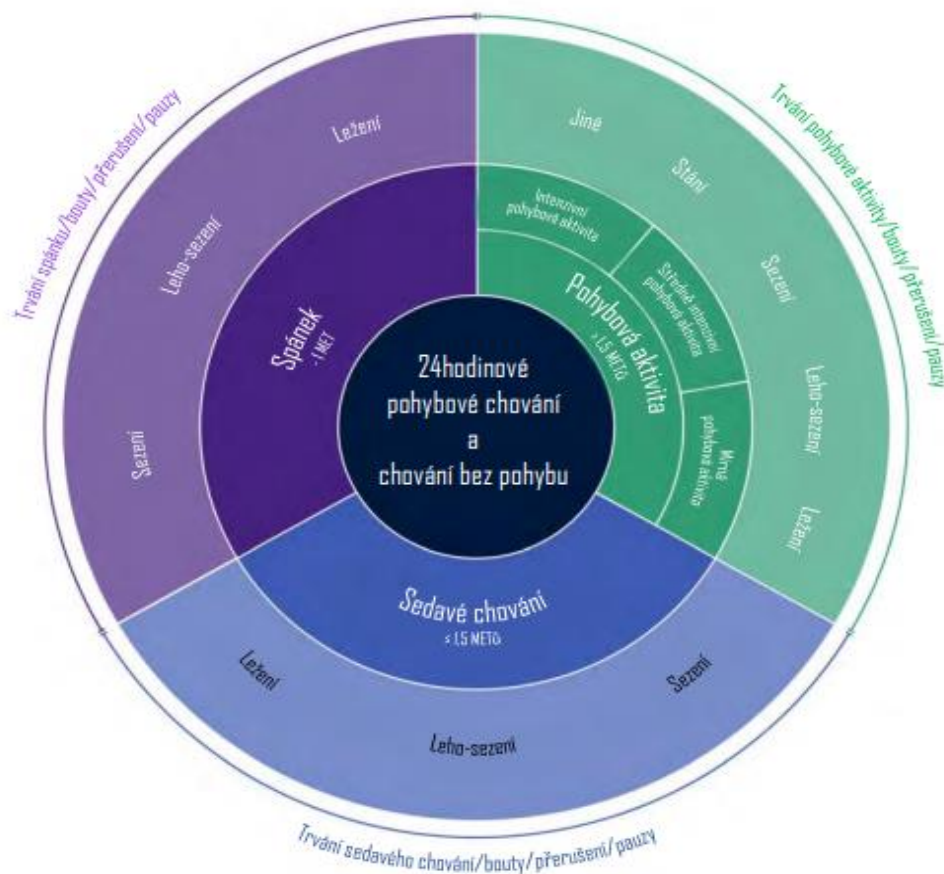 24hodinové
pohybové chování
a
chování bez pohybu
Spánek
~ 1 MET
Ležení
Leho-sezení
Sezení
Trvání spánku/bouty/přerušení/pauzy
Pohybová aktivita
> 1,5 METů
Intenzivní
pohybová aktivita
Středně intenzivní
pohybová aktivita
Mírná
pohybová aktivita
Jiné
Stání
Sezení
Leho-sezení
Ležení
Trvání pohybové aktivity/bouty/přerušení/pauzy
Sedavé chování
≤ 1,5 METů
Ležení
Leho-sezení
Sezení
Trvání sedavého chování/bouty/přerušení/pauzy